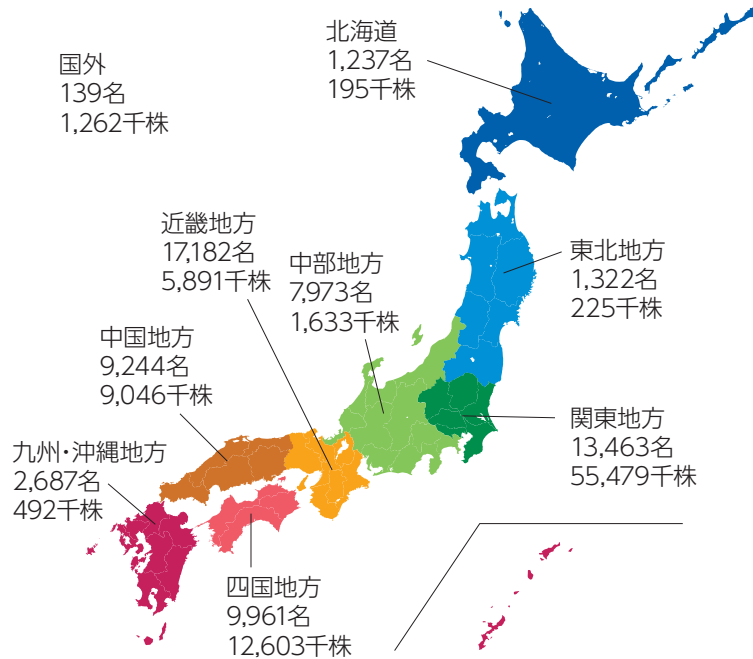 国外
139名
1,262千株
北海道
1,237名
195千株
東北地方
1,322名
225千株
近畿地方
17,182名
5,891千株
中部地方
7,973名
1,633千株
中国地方
9,244名
9,046千株
関東地方
13,463名
55,479千株
九州・沖縄地方
2,687名
492千株
四国地方
9,961名
12,603千株